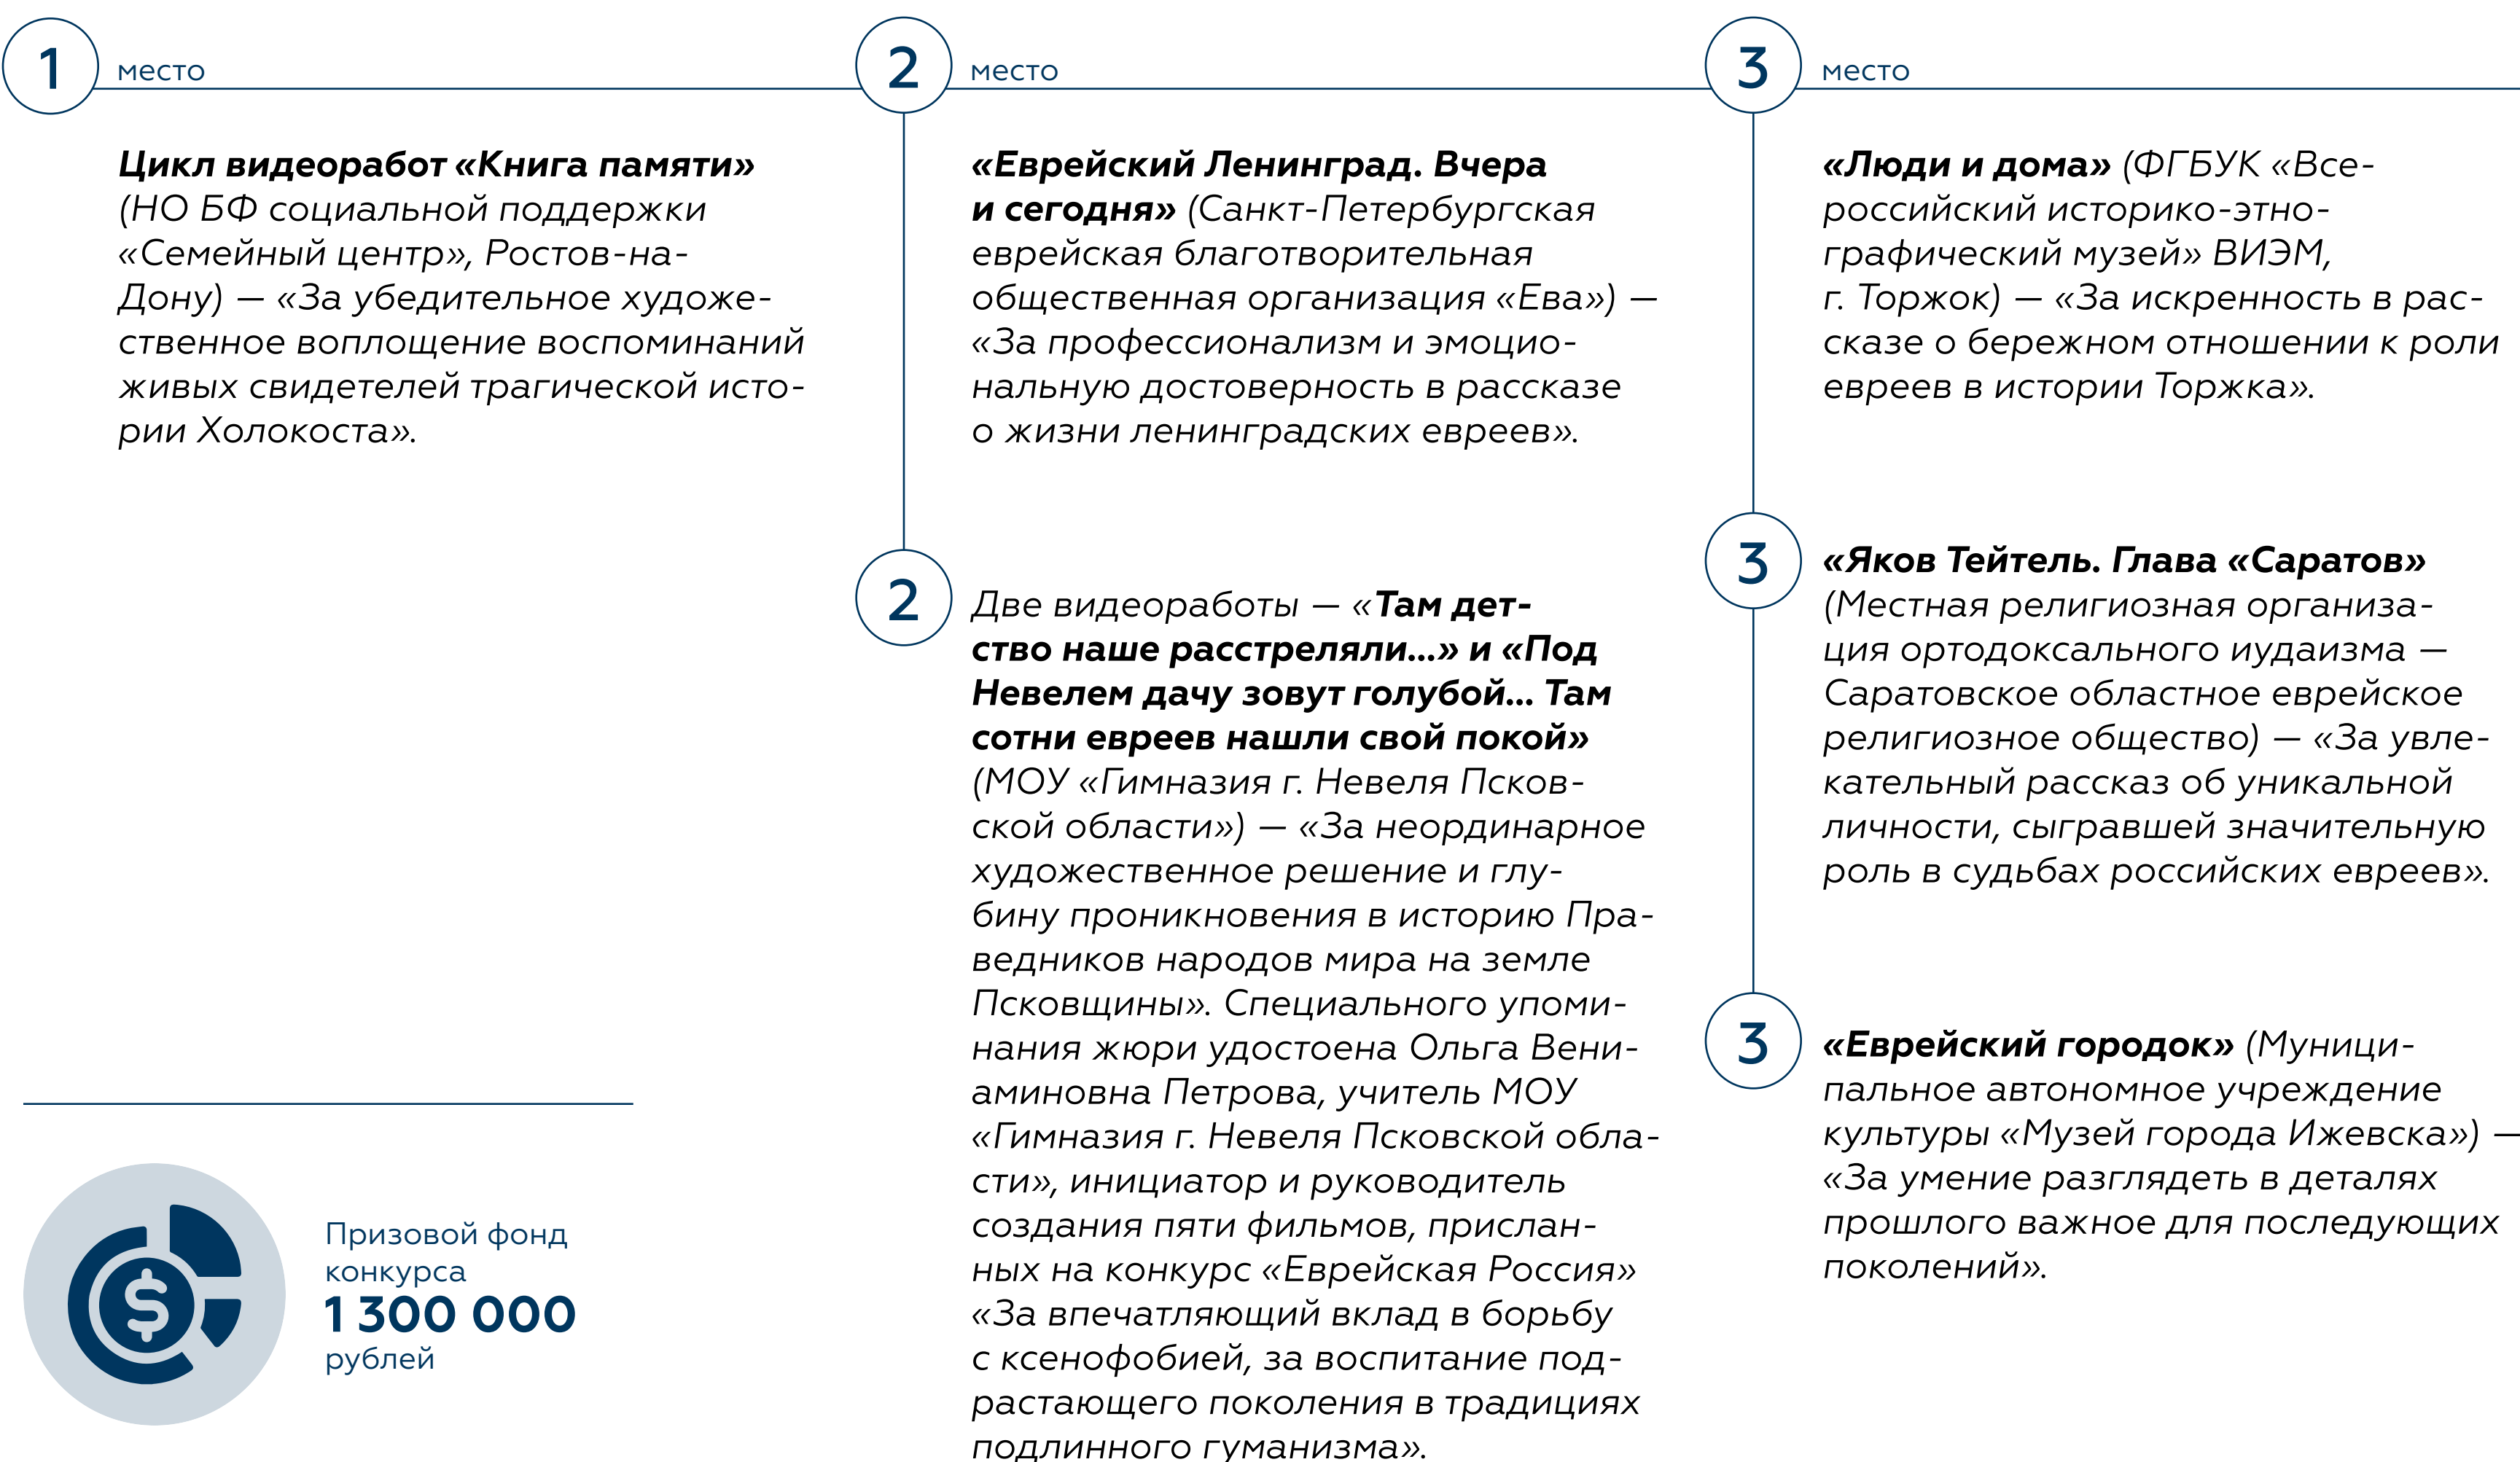 1
место
Цикл видеоработ «Книга памяти»
(НО БФ социальной поддержки
«Семейный центр», Ростов-на-
Дону) — «За убедительное художе-
ственное воплощение воспоминаний
живых свидетелей трагической исто-
рии Холокоста».
2
место
«Еврейский Ленинград. Вчера
и сегодня» (Санкт-Петербургская
еврейская благотворительная
общественная организация «Ева») —
«За профессионализм и эмоцио-
нальную достоверность в рассказе
о жизни ленинградских евреев».
2
Две видеоработы — «Там дет-
ство наше расстреляли...» и «Под
Невелем дачу зовут голубой... Там
сотни евреев нашли свой покой»
(МОУ «Гимназия г. Невеля Псков-
ской области») — «За неординарное
художественное решение и глу-
бину проникновения в историю Пра-
ведников народов мира на земле
Псковщины». Специального упоми-
нания жюри удостоена Ольга Вени-
аминовна Петрова, учитель МОУ
«Гимназия г. Невеля Псковской обла-
сти», инициатор и руководитель
создания пяти фильмов, прислан-
ных на конкурс «Еврейская Россия»
«За впечатляющий вклад в борьбу
с ксенофобией, за воспитание под-
растающего поколения в традициях
подлинного гуманизма».
3
место
«Люди и дома» (ФГБУК «Все-
российский историко-этно-
графический музей» ВИЭМ,
г. Торжок) — «За искренность в рас-
сказе о бережном отношении к роли
евреев в истории Торжка».
3
«Яков Тейтель. Глава «Саратов»
(Местная религиозная организа-
ция ортодоксального иудаизма —
Саратовское областное еврейское
религиозное общество) — «За увле-
кательный рассказ об уникальной
личности, сыгравшей значительную
роль в судьбах российских евреев».
3
«Еврейский городок» (Муници-
пальное автономное учреждение
культуры «Музей города Ижевска») —
«За умение разглядеть в деталях
прошлого важное для последующих
поколений».
$
Призовой фонд
конкурса
1 300 000
рублей